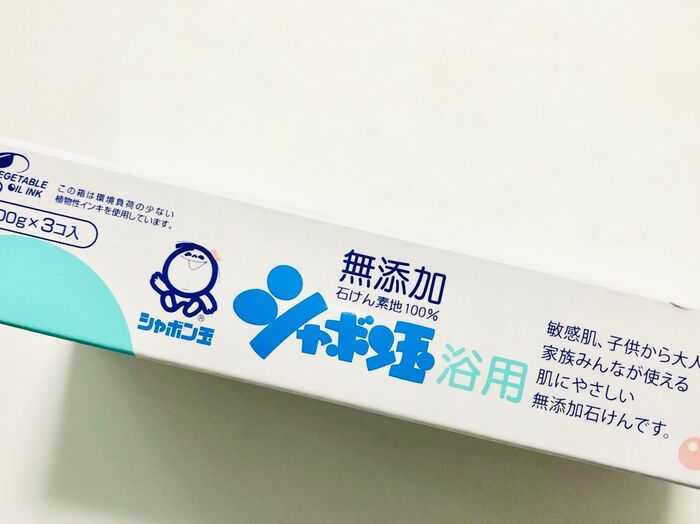 VEGETABLE
OIL INK
この箱は環境負荷の少ない
植物性インキを使用しています。
00g×3コ入
シャボン玉
®
無添加
石けん素地100%
シャボン玉
浴用
敏感肌、子供から大人
家族みんなが使える
肌にやさしい
無添加石けんです。